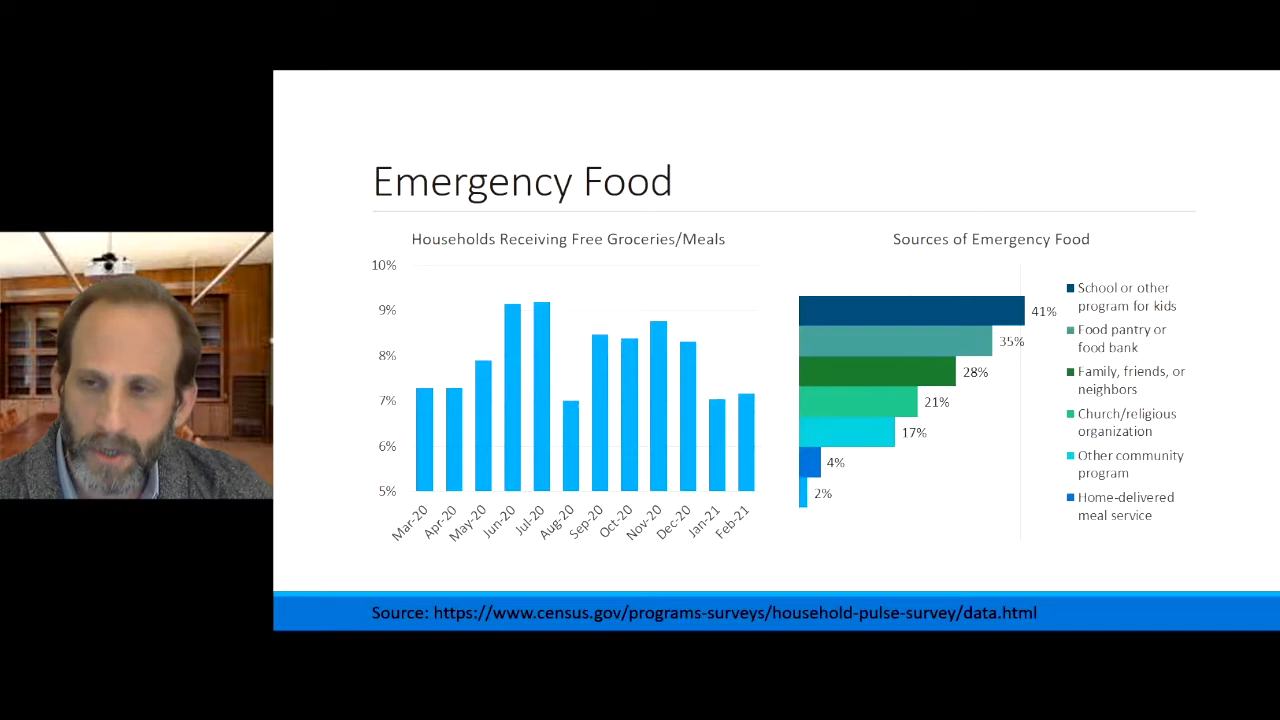 Emergency Food
Households Receiving Free Groceries/Meals
10%
9%
8%
7%
6%
5%
Mar-20
Apr-20
May-20
Jun-20
Jul-20
Aug-20
Sep-20
Oct-20
Nov-20
Dec-20
Jan-21
Feb-21
Sources of Emergency Food
41%
35%
28%
21%
17%
4%
2%
School or other
program for kids
Food pantry or
food bank
Family, friends, or
neighbors
Church/religious
organization
Other community
program
Home-delivered
meal service
Source: https://www.census.gov/programs-surveys/household-pulse-survey/data.html